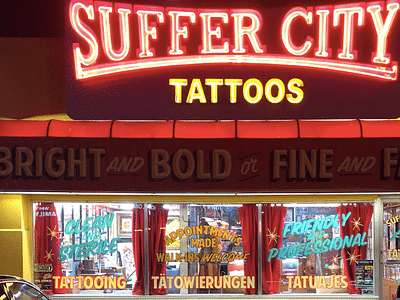 SUFFER CITY
TATTOOS
BRIGHT AND BOLD or FINE AND
CLEAN
STERILE
TATTOOING
APPOINTMENTS
MADE
WALK-INS WELCOME
TÄTOWIERUNGEN
FRIENDLY
PROFESSIONAL
TATUAJES